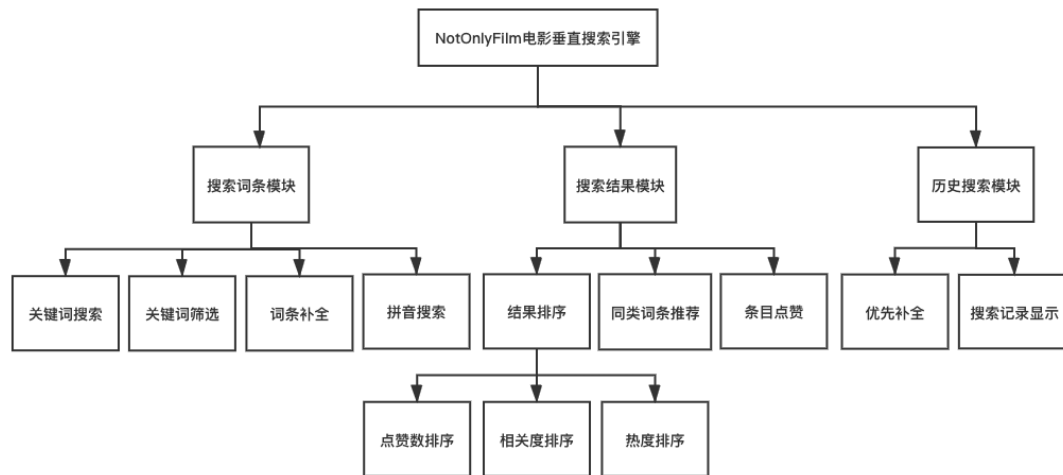 NotOnlyFilm电影垂直搜索引擎
搜索词条模块
搜索结果模块
历史搜索模块
关键词搜索
关键词筛选
词条补全
拼音搜索
结果排序
同类词条推荐
条目点赞
优先补全
搜索记录显示
点赞数排序
相关度排序
热度排序